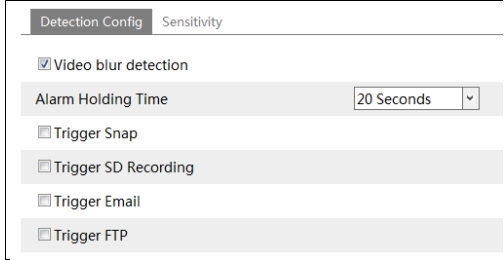 Detection Config Sensitivity
Video blur detection
Alarm Holding Time 20 Seconds
Trigger Snap
Trigger SD Recording
Trigger Email
Trigger FTP